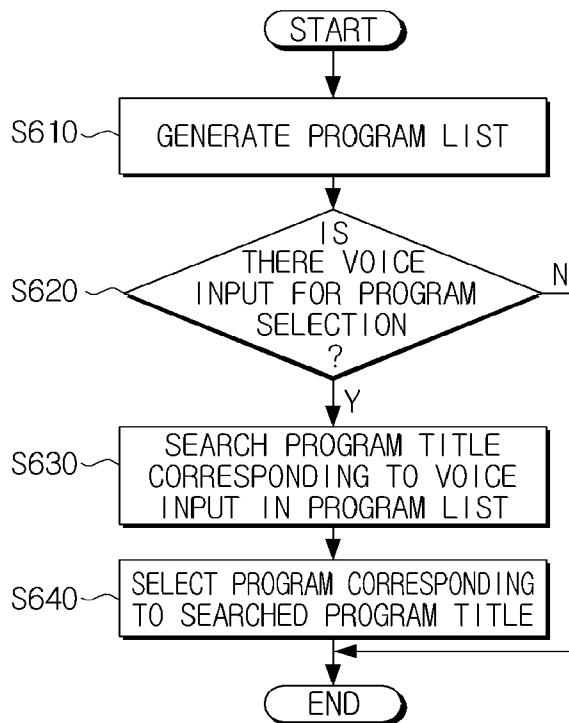 START
S610
GENERATE PROGRAM LIST
IS
THERE VOICE
INPUT FOR PROGRAM
SELECTION
?
S620
N
Y
S630
SEARCH PROGRAM TITLE
CORRESPONDING TO VOICE
INPUT IN PROGRAM LIST
S640
SELECT PROGRAM CORRESPONDING
TO SEARCHED PROGRAM TITLE
END